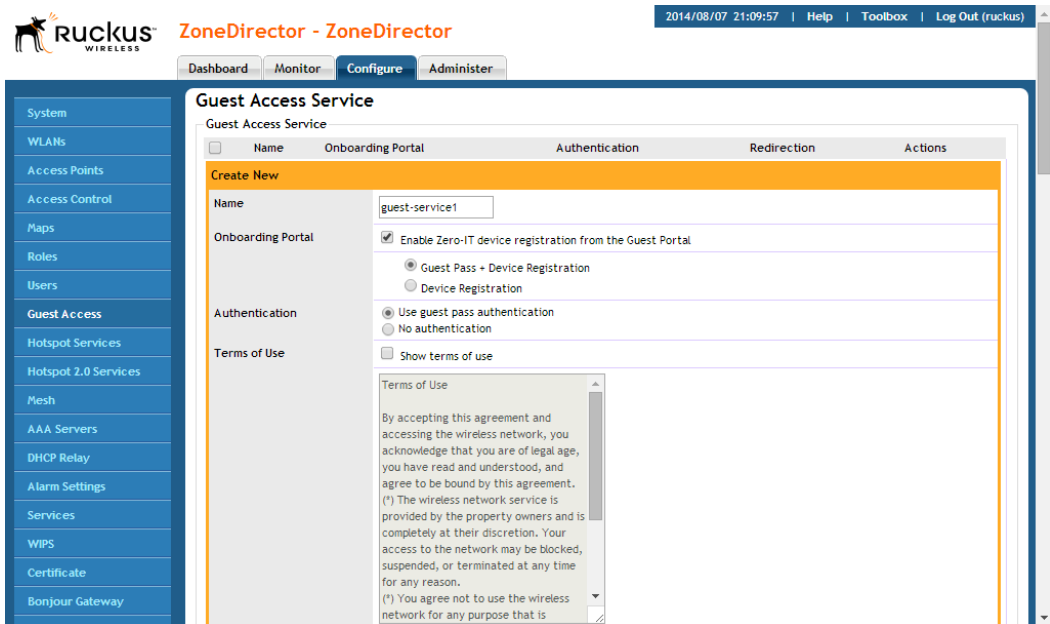 2014/08/07 21:09:57 | Help | Toolbox | Log Out (ruckus)
RUCKUS
WIRELESS
ZoneDirector - ZoneDirector
Dashboard Monitor Configure Administer
System
WLANs
Access Points
Access Control
Maps
Roles
Users
Guest Access
Hotspot Services
Hotspot 2.0 Services
Mesh
AAA Servers
DHCP Relay
Alarm Settings
Services
WIPS
Certificate
Bonjour Gateway
Guest Access Service
Guest Access Service
Name Onboarding Portal Authentication Redirection Actions
Create New
Name guest-service1
Onboarding Portal Enable Zero-IT device registration from the Guest Portal
Guest Pass + Device Registration
Device Registration
Authentication Use guest pass authentication
No authentication
Terms of Use Show terms of use
Terms of Use
By accepting this agreement and
accessing the wireless network, you
acknowledge that you are of legal age,
you have read and understood, and
agree to be bound by this agreement.
(*) The wireless network service is
provided by the property owners and is
completely at their discretion. Your
access to the network may be blocked,
suspended, or terminated at any time
for any reason.
(*) You agree not to use the wireless
network for any purpose that is